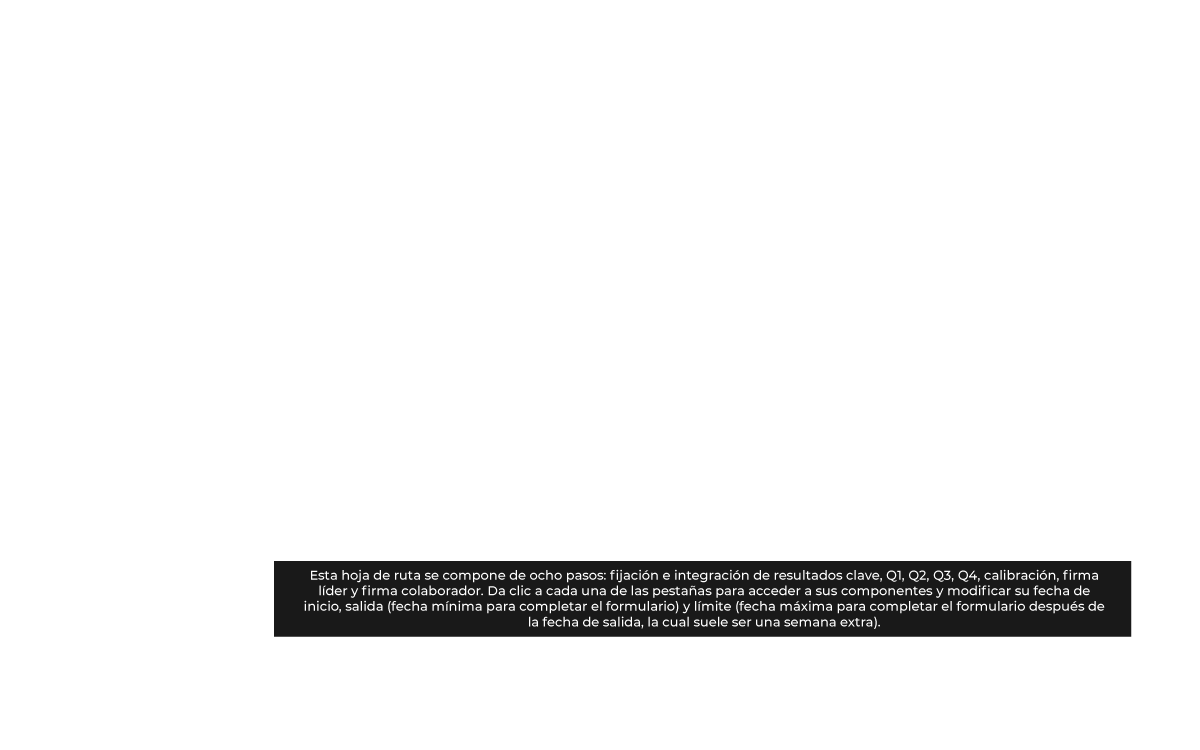 Esta hoja de ruta se compone de ocho pasos: fijación e integración de resultados clave, Q1, Q2, Q3, Q4, calibración, firma
líder y firma colaborador. Da clic a cada una de las pestañas para acceder a sus componentes y modificar su fecha de
inicio, salida (fecha mínima para completar el formulario) y límite (fecha máxima para completar el formulario después de
la fecha de salida, la cual suele ser una semana extra).